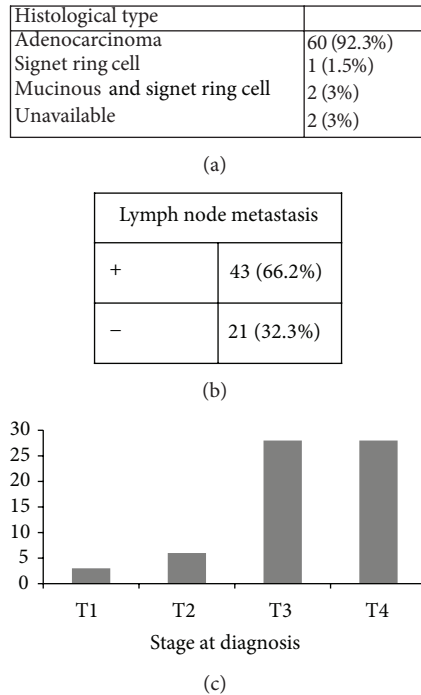 Histological type
Adenocarcinoma 60 (92.3%)
Signet ring cell 1 (1.5%)
Mucinous and signet ring cell 2 (3%)
Unavailable 2 (3%)
(a)
Lymph node metastasis
+ 43 (66.2%)
− 21 (32.3%)
(b)
30
25
20
15
10
5
0
T1 T2 T3 T4
Stage at diagnosis
(c)